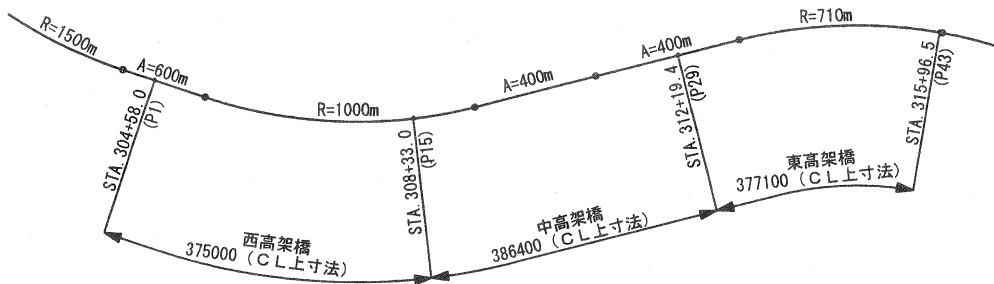 R=1500m
A=600m
R=1000m
A=400m
A=400m
R=710m
STA.304+58.0
(P1)
STA.308+33.0
(P15)
STA.312+19.4
(P29)
STA.315+96.5
(P43)
西高架橋
375000(CL上寸法)
中高架橋
386400(CL上寸法)
東高架橋
377100(CL上寸法)